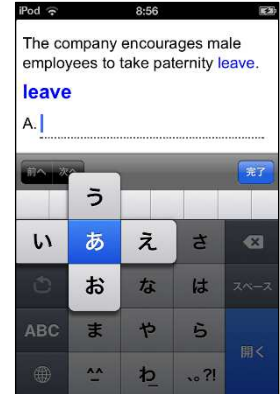 iPod 8:56
The company encourages male
employees to take paternity leave.
leave
A.
前へ 次へ 完了
う
い あ え さ
お な は スペース
ABC ま や ら
^^ わ 、。?! 開く